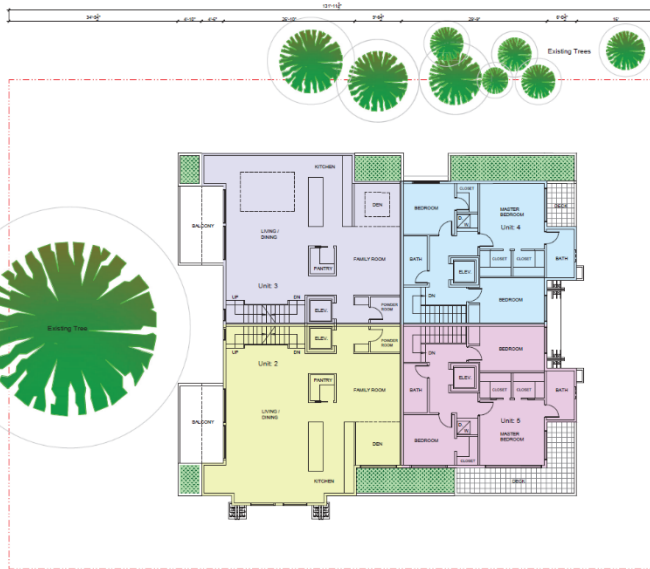 Existing Trees
KITCHEN
DEN
BALCONY
LIVING /
DINING
PANTRY
FAMILY ROOM
Unit: 3
UP
DN
ELEV.
POWDER
ROOM
BEDROOM
CLOSET
MASTER
BEDROOM
Unit: 4
DECK
BATH
ELEV.
CLOSET
CLOSET
BATH
DN
BEDROOM
Existing Tree
UP
DN
ELEV.
POWDER
ROOM
Unit: 2
PANTRY
FAMILY ROOM
BALCONY
LIVING /
DINING
DEN
KITCHEN
DN
BEDROOM
ELEV.
BATH
CLOSET
CLOSET
BATH
BEDROOM
Unit: 5
MASTER
BEDROOM
CLOSET
DECK